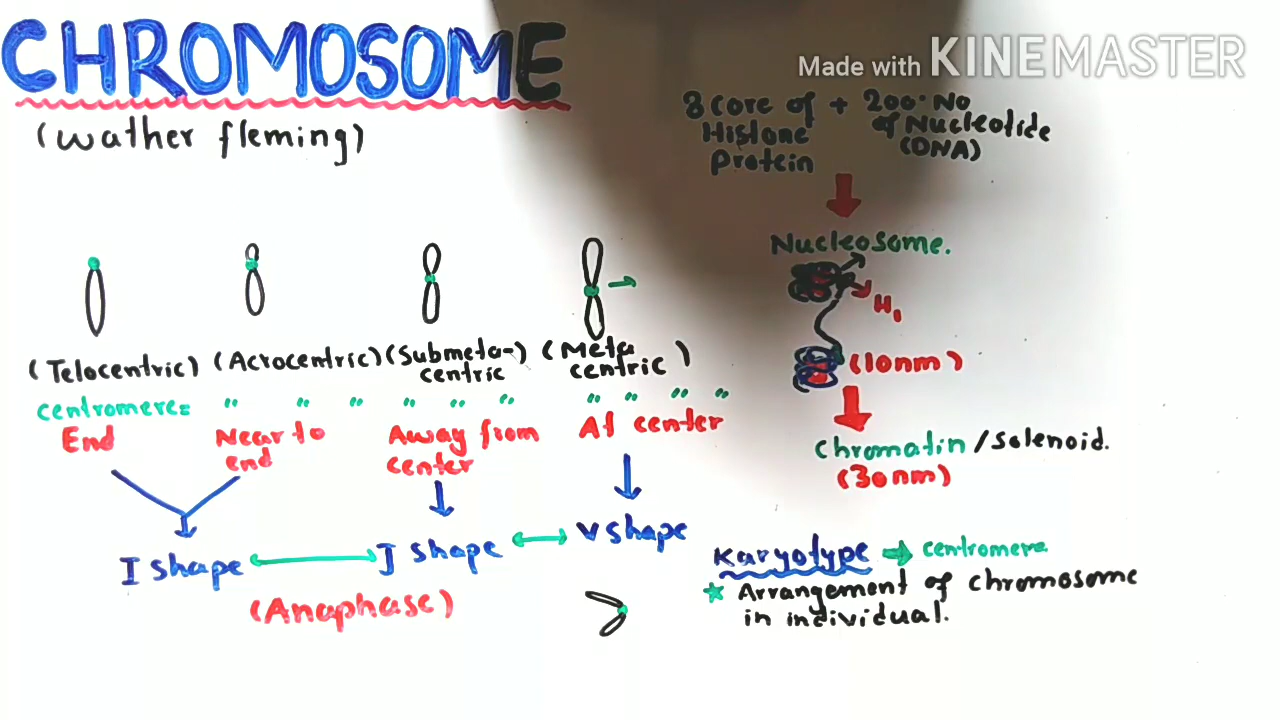 CHROMOSOME
(wather fleming)
Made with KINEMASTER
8 core of + 200 No
Histone of Nucleotide
Protein (DNA)
Nucleosome.
H1
(10nm)
Chromatin / Solenoid.
(30nm)
(Telocentric) (Acrocentric) (Submeta-) (Meta
centric centric)
centromere= " " " " " " " " " "
End Near to Away from At center
end center
I shape J shape V shape
(Anaphase)
Karyotype → centromere
★ Arrangement of chromosome
in individual.